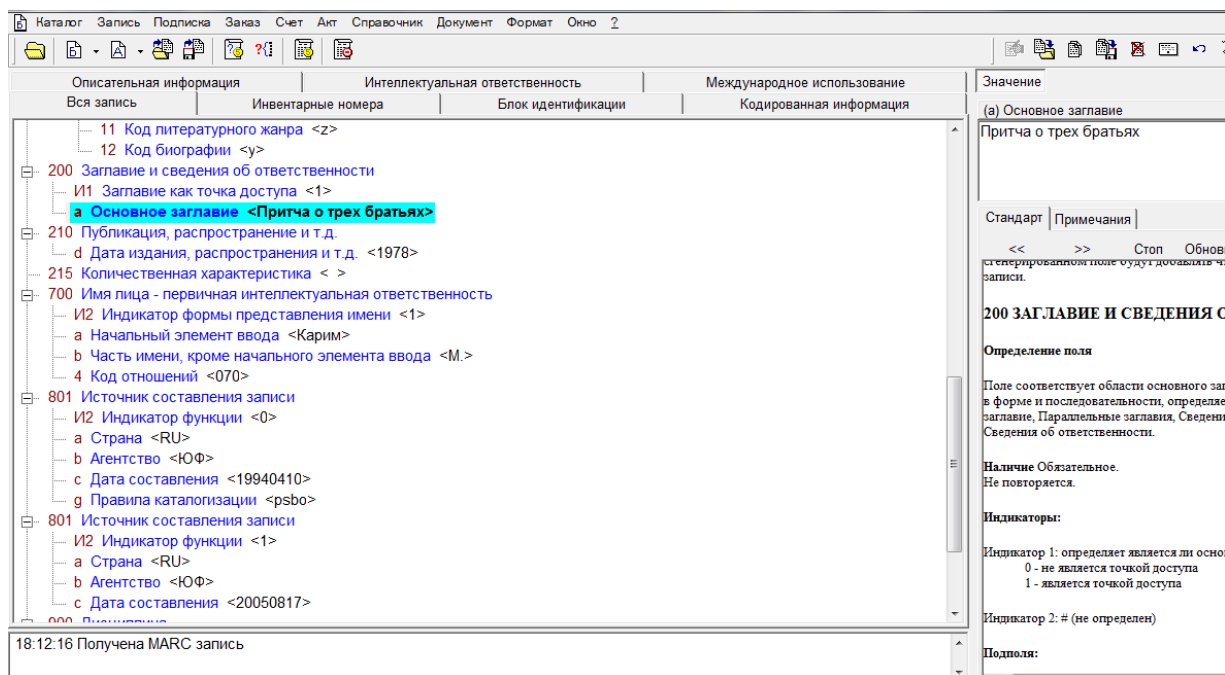 Каталог Запись Подписка Заказ Счет Акт Справочник Документ Формат Окно ?
Описательная информация Интеллектуальная ответственность Международное использование
Вся запись Инвентарные номера Блок идентификации Кодированная информация
11 Код литературного жанра <z>
12 Код биографии <y>
200 Заглавие и сведения об ответственности
И1 Заглавие как точка доступа <1>
a Основное заглавие <Притча о трех братьях>
210 Публикация, распространение и т.д.
d Дата издания, распространения и т.д. <1978>
215 Количественная характеристика < >
700 Имя лица - первичная интеллектуальная ответственность
И2 Индикатор формы представления имени <1>
a Начальный элемент ввода <Карим>
b Часть имени, кроме начального элемента ввода <М.>
4 Код отношений <070>
801 Источник составления записи
И2 Индикатор функции <0>
a Страна <RU>
b Агентство <ЮФ>
c Дата составления <19940410>
g Правила каталогизации <psbo>
801 Источник составления записи
И2 Индикатор функции <1>
a Страна <RU>
b Агентство <ЮФ>
c Дата составления <20050817>
18:12:16 Получена MARC запись
Значение
(a) Основное заглавие
Притча о трех братьях
Стандарт Примечания
<< >> Стоп Обнов
записи.
200 ЗАГЛАВИЕ И СВЕДЕНИЯ О
Определение поля
Поле соответствует области основного заг
в форме и последовательности, определяе
заглавие, Параллельные заглавия, Сведени
Сведения об ответственности.
Наличие Обязательное.
Не повторяется.
Индикаторы:
Индикатор 1: определяет является ли осно
0 - не является точкой доступа
1 - является точкой доступа
Индикатор 2: # (не определен)
Подполя: